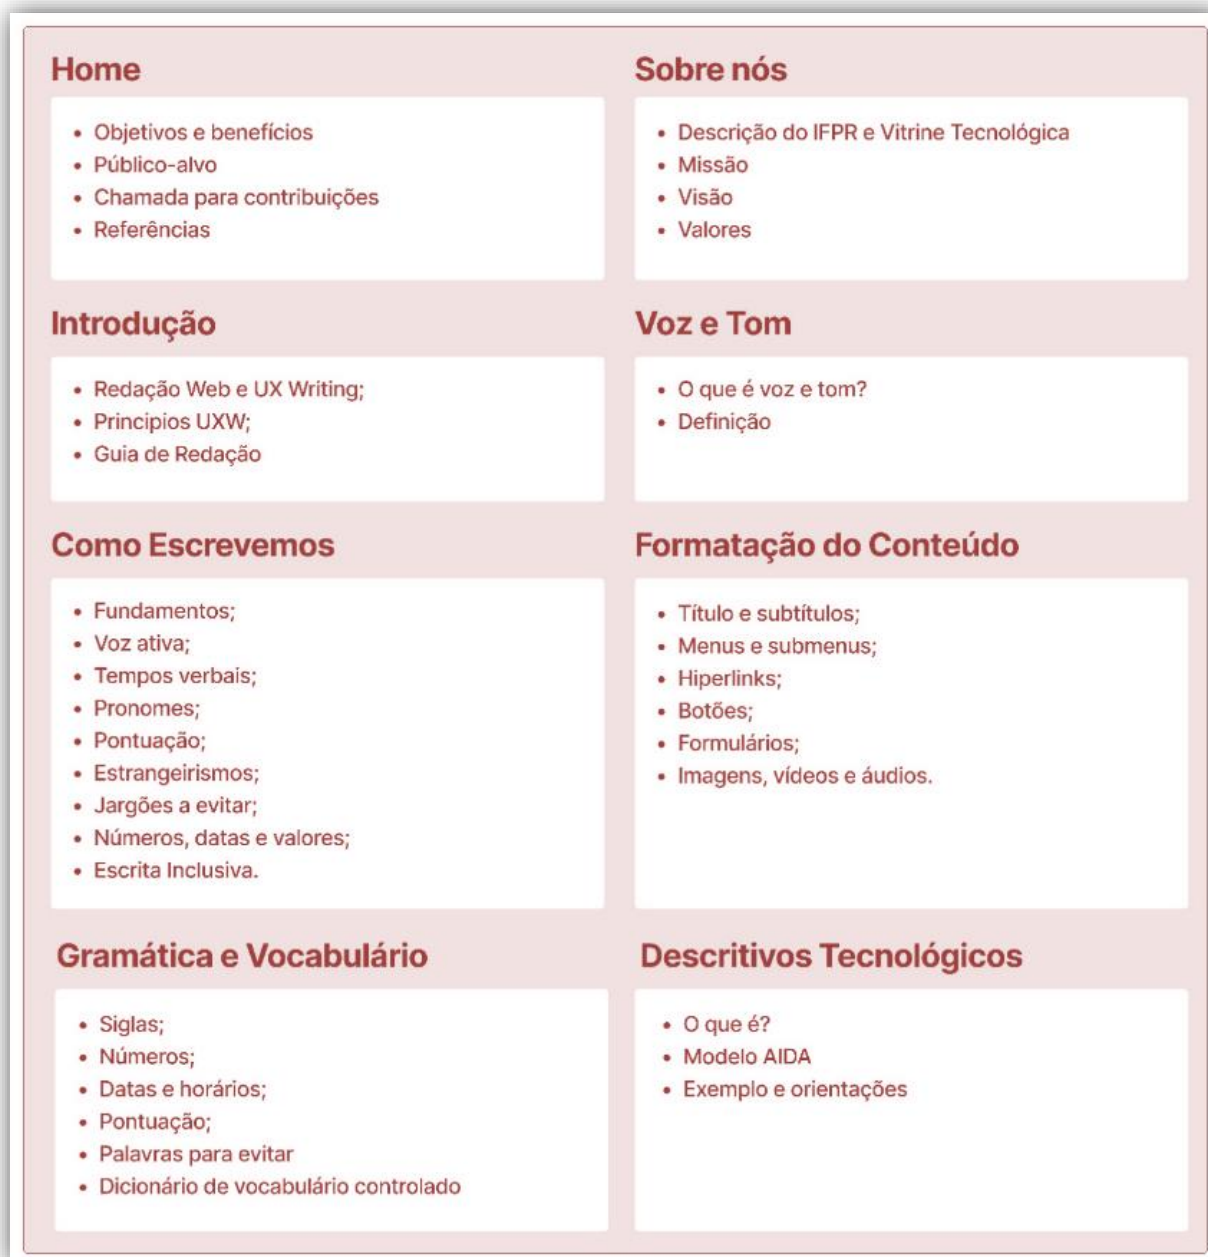 Home
• Objetivos e benefícios
• Público-alvo
• Chamada para contribuições
• Referências
Sobre nós
• Descrição do IFPR e Vitrine Tecnológica
• Missão
• Visão
• Valores
Introdução
• Redação Web e UX Writing;
• Principios UXW;
• Guia de Redação
Voz e Tom
• O que é voz e tom?
• Definição
Como Escrevemos
• Fundamentos;
• Voz ativa;
• Tempos verbais;
• Pronomes;
• Pontuação;
• Estrangeirismos;
• Jargões a evitar;
• Números, datas e valores;
• Escrita Inclusiva.
Formatação do Conteúdo
• Título e subtítulos;
• Menus e submenus;
• Hiperlinks;
• Botões;
• Formulários;
• Imagens, vídeos e áudios.
Gramática e Vocabulário
• Siglas;
• Números;
• Datas e horários;
• Pontuação;
• Palavras para evitar
• Dicionário de vocabulário controlado
Descritivos Tecnológicos
• O que é?
• Modelo AIDA
• Exemplo e orientações